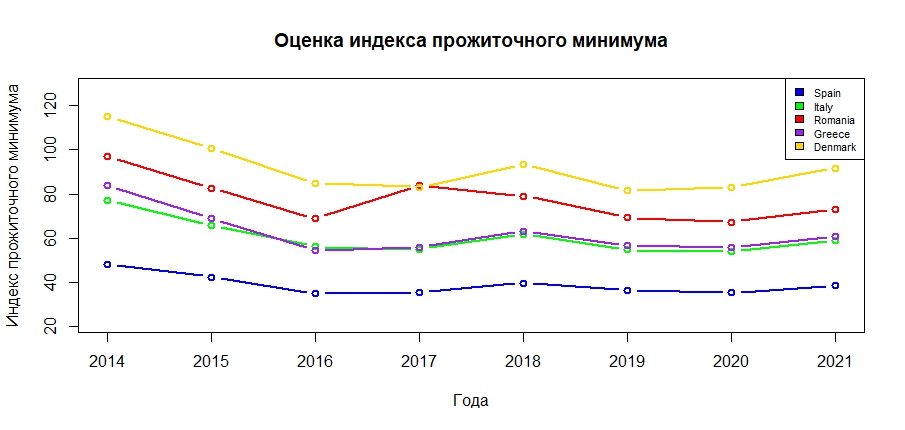 Оценка индекса прожиточного минимума
Индекс прожиточного минимума
120
100
80
60
40
20
Spain
Italy
Romania
Greece
Denmark
2014 2015 2016 2017 2018 2019 2020 2021
Года